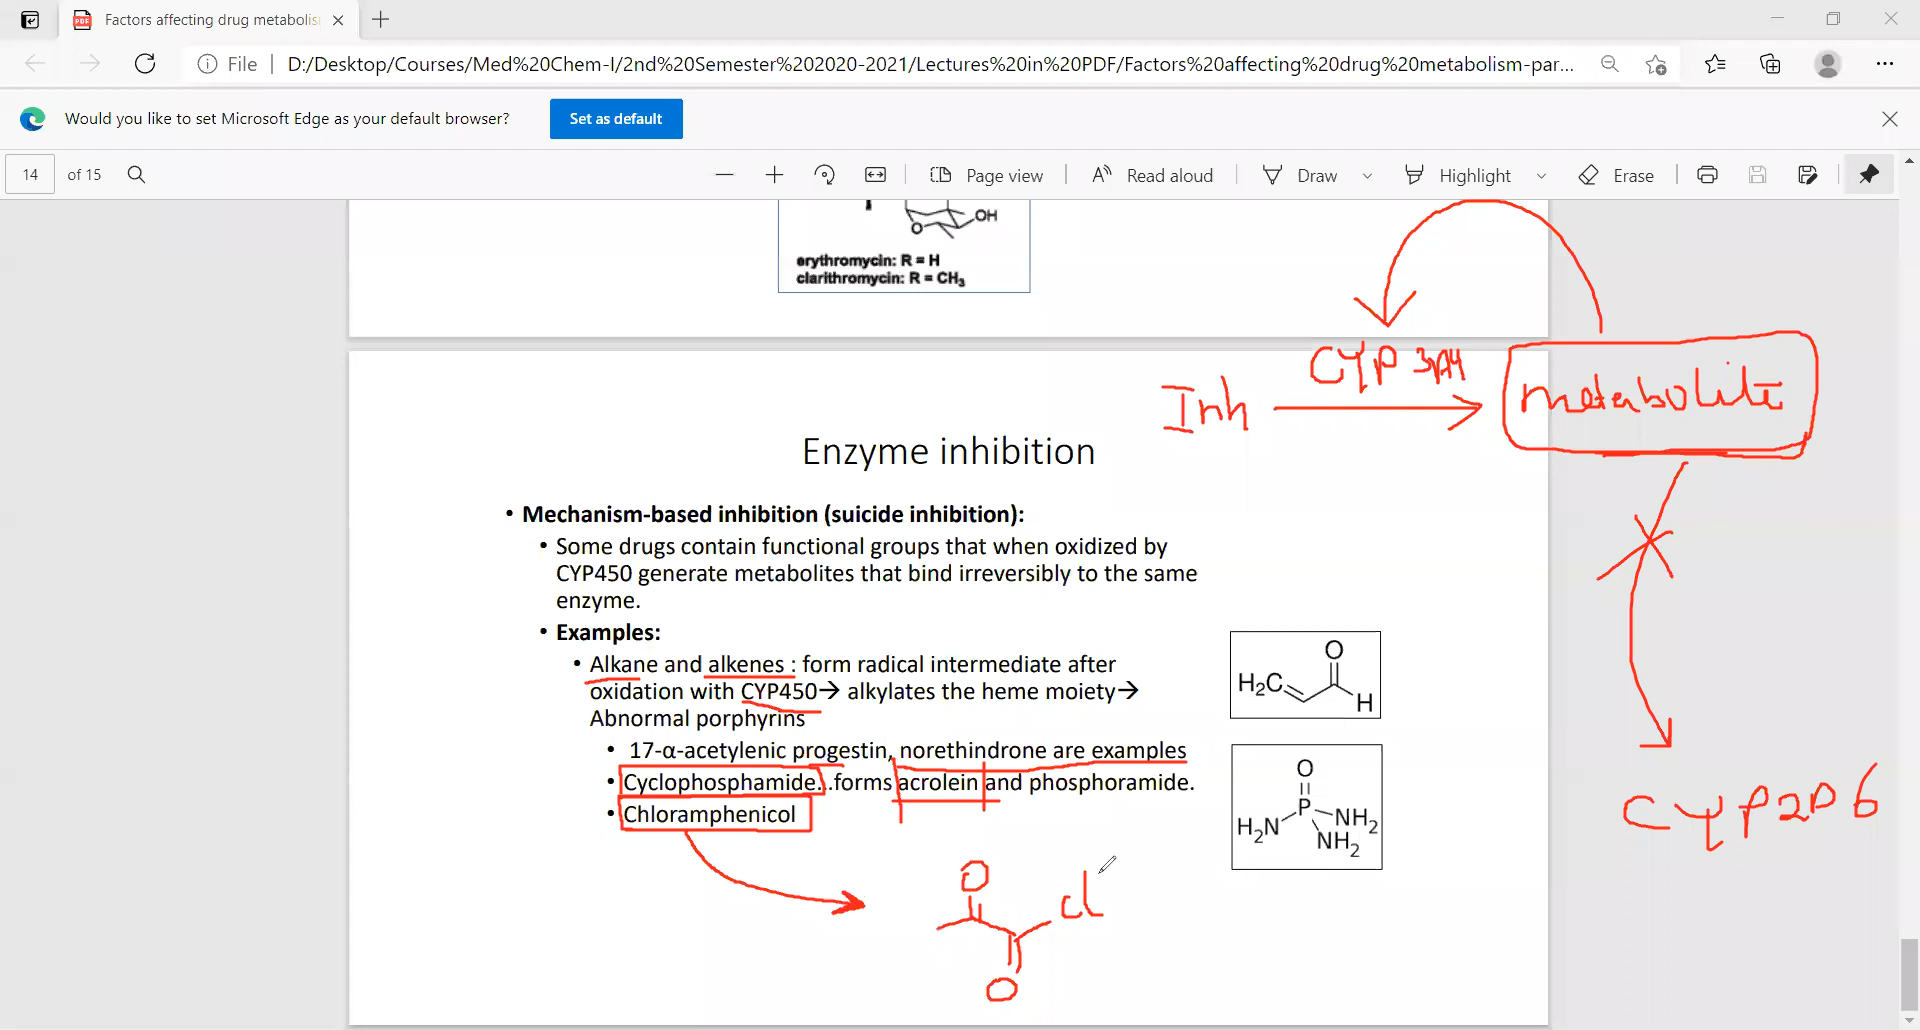 Factors affecting drug metabolis
File
D:/Desktop/Courses/Med%20Chem-I/2nd%20Semester%202020-2021/Lectures%20in%20PDF/Factors%20affecting%20drug%20metabolism-par...
Would you like to set Microsoft Edge as your default browser?
Set as default
14 of 15
Page view
Read aloud
Draw
Highlight
Erase
O
OH
erythromycin: R = H
clarithromycin: R = CH3
CYP 3A4
Inh
metabolite
Enzyme inhibition
• Mechanism-based inhibition (suicide inhibition):
• Some drugs contain functional groups that when oxidized by
CYP450 generate metabolites that bind irreversibly to the same
enzyme.
• Examples:
• Alkane and alkenes : form radical intermediate after
oxidation with CYP450→ alkylates the heme moiety→
Abnormal porphyrins
• 17-α-acetylenic progestin, norethindrone are examples
• Cyclophosphamide...forms acrolein and phosphoramide.
• Chloramphenicol
O
H2C
H
O
H2N P NH2
NH2
CYP2D6
O
Cl
O